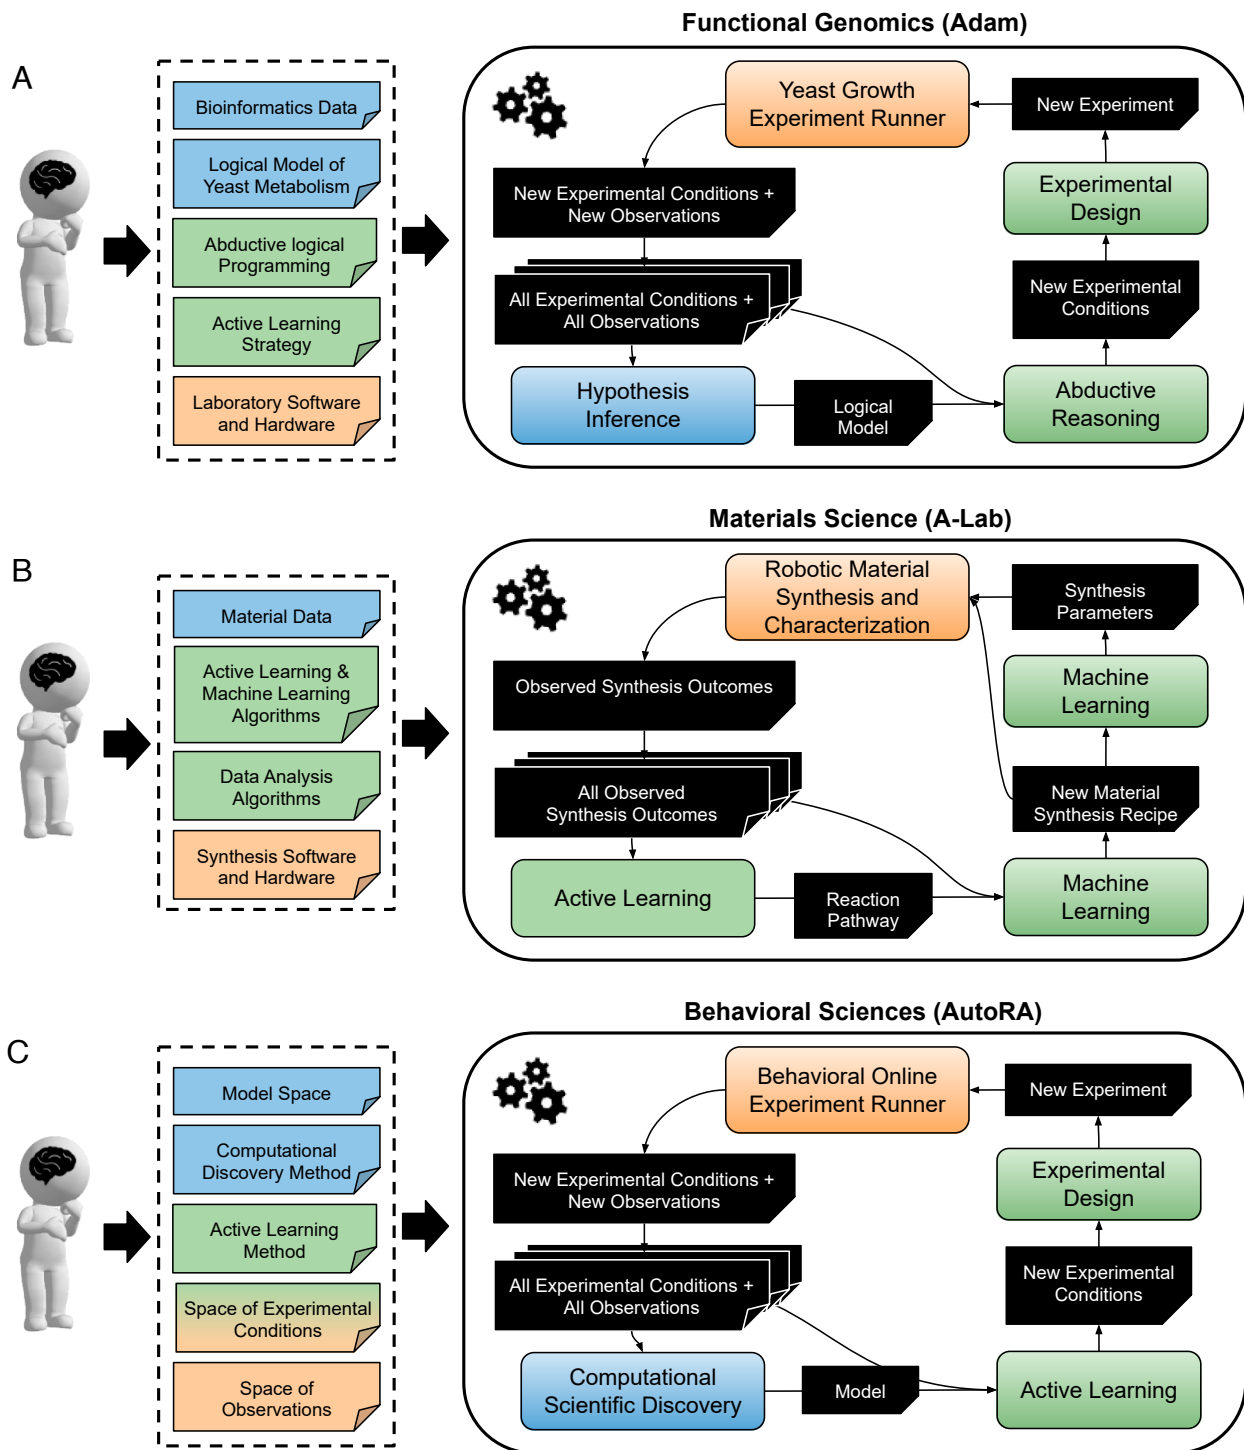 Functional Genomics (Adam)
A
Bioinformatics Data
Logical Model of
Yeast Metabolism
Abductive logical
Programming
Active Learning
Strategy
Laboratory Software
and Hardware
Yeast Growth
Experiment Runner
New Experiment
New Experimental Conditions +
New Observations
Experimental
Design
All Experimental Conditions +
All Observations
New Experimental
Conditions
Hypothesis
Inference
Logical
Model
Abductive
Reasoning
Materials Science (A-Lab)
B
Material Data
Active Learning &
Machine Learning
Algorithms
Data Analysis
Algorithms
Synthesis Software
and Hardware
Robotic Material
Synthesis and
Characterization
Synthesis
Parameters
Observed Synthesis Outcomes
Machine
Learning
All Observed
Synthesis Outcomes
New Material
Synthesis Recipe
Active Learning
Reaction
Pathway
Machine
Learning
Behavioral Sciences (AutoRA)
C
Model Space
Computational
Discovery Method
Active Learning
Method
Space of Experimental
Conditions
Space of
Observations
Behavioral Online
Experiment Runner
New Experiment
New Experimental Conditions +
New Observations
Experimental
Design
All Experimental Conditions +
All Observations
New Experimental
Conditions
Computational
Scientific Discovery
Model
Active Learning